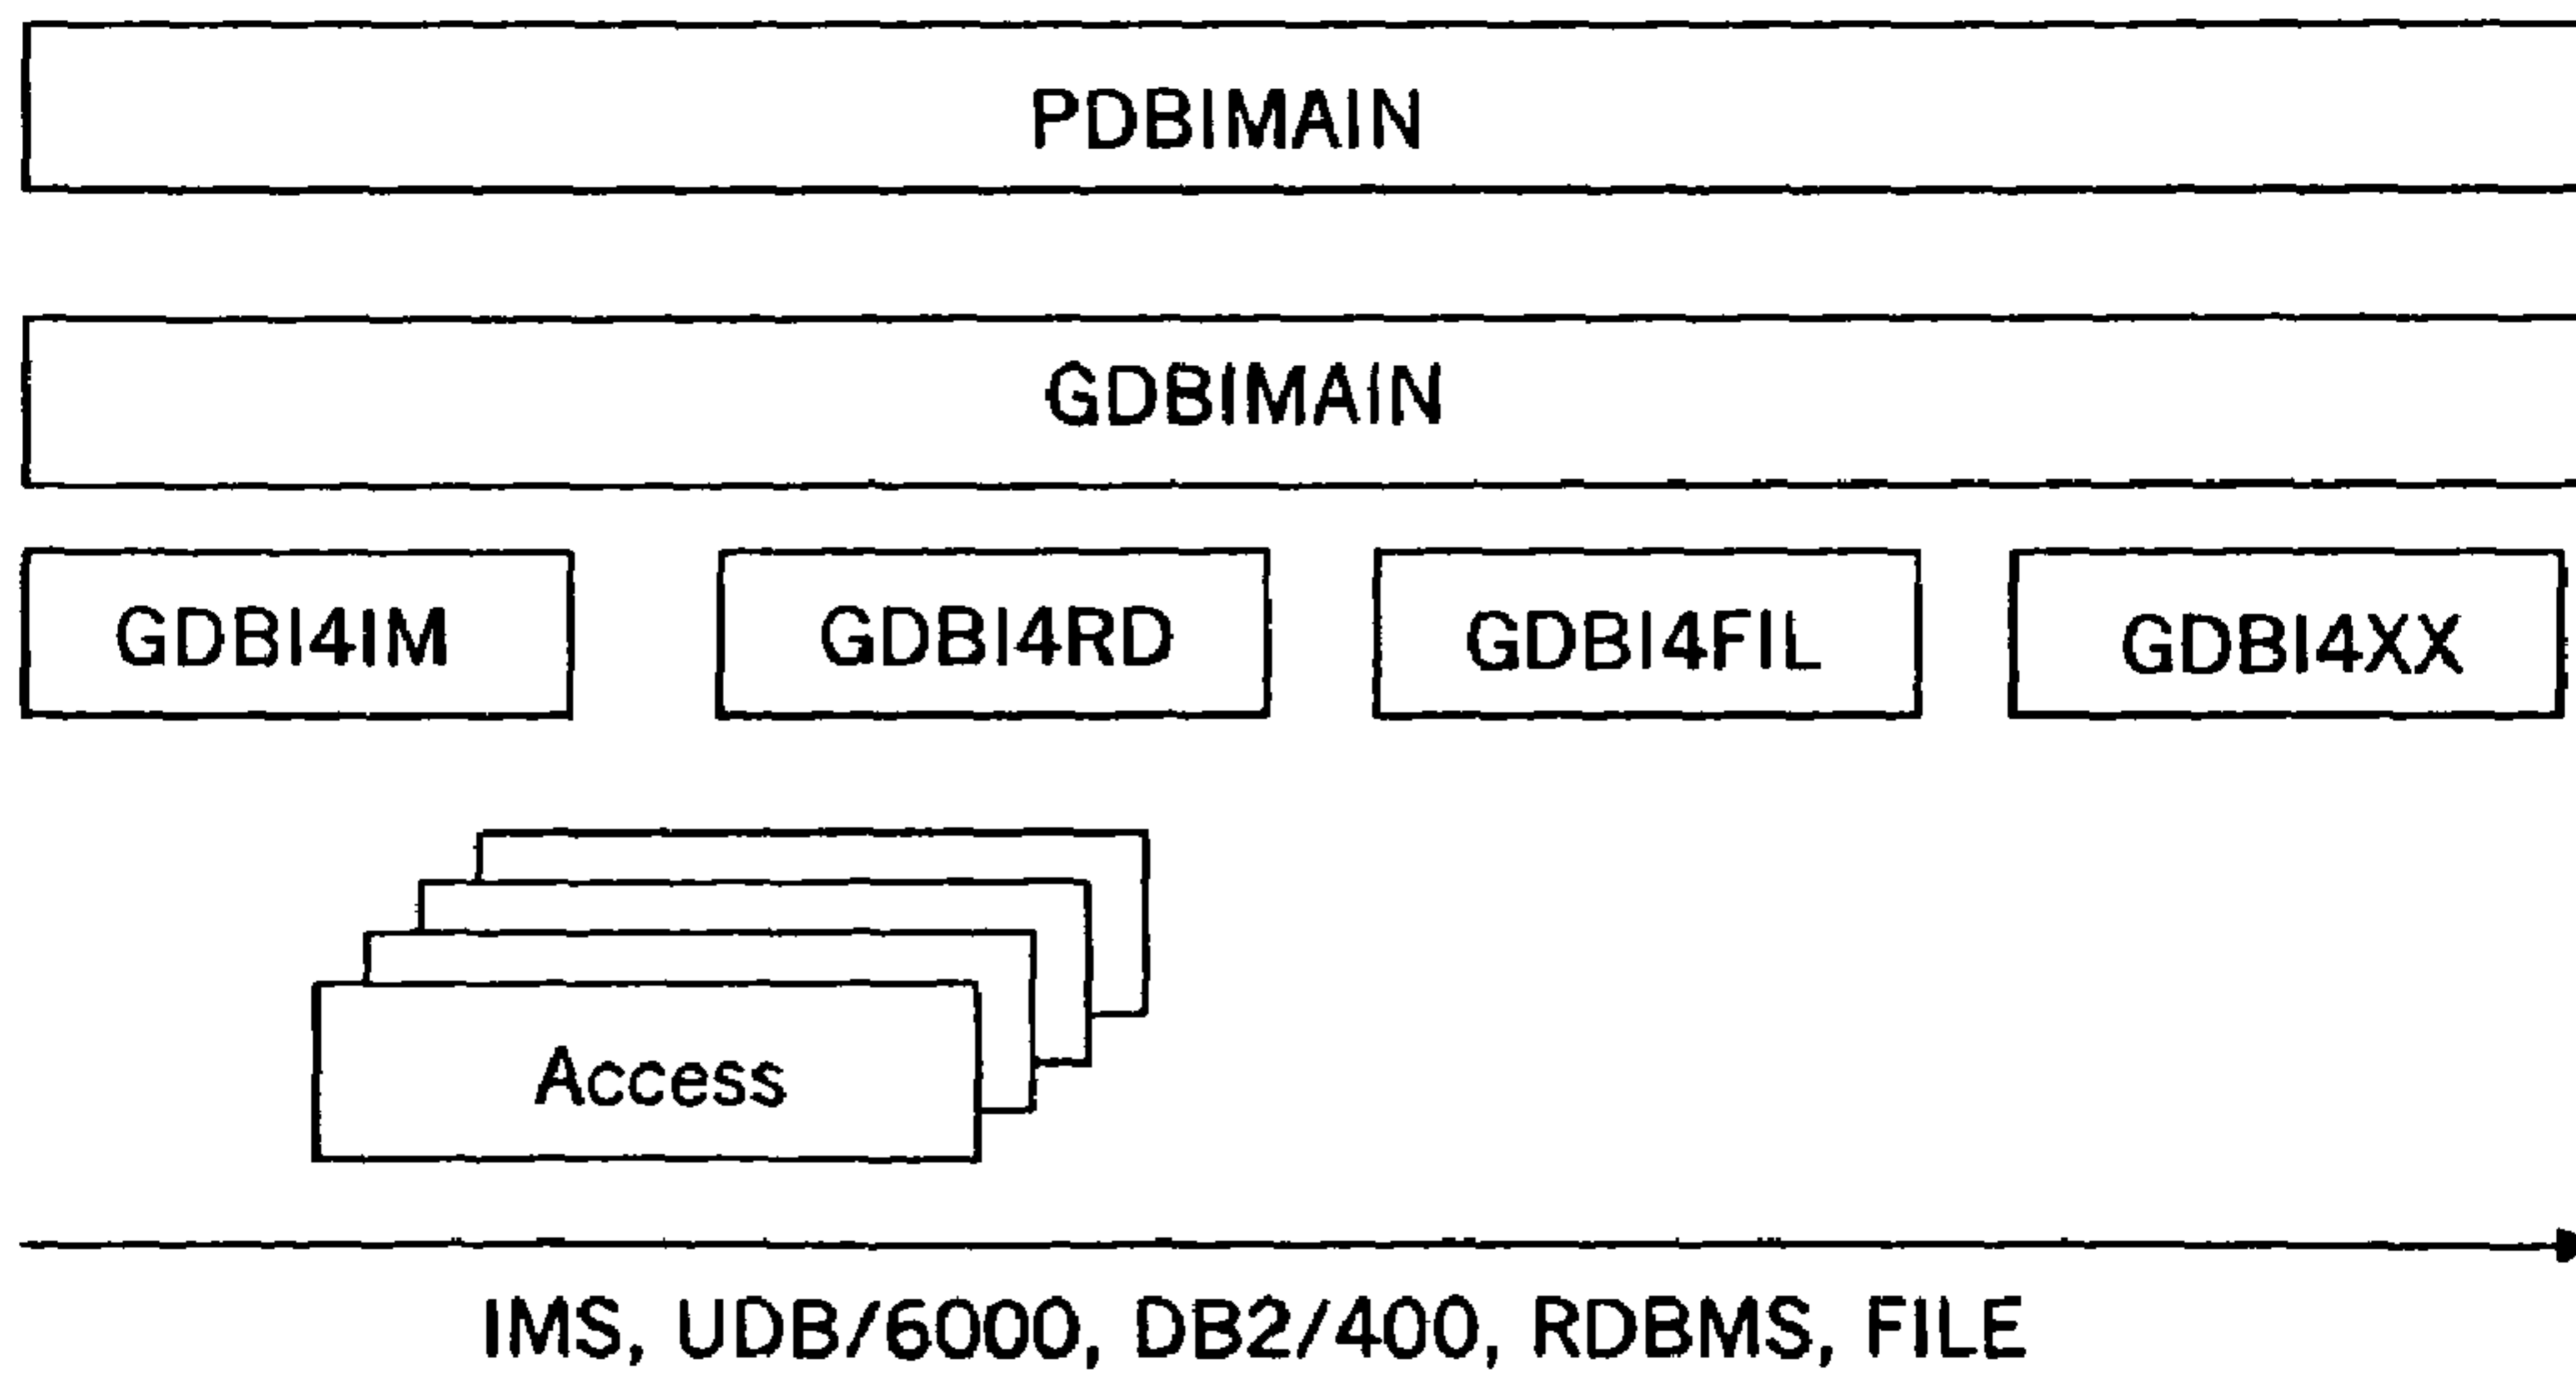 PDBIMAIN
GDBIMAIN
GDBI4IM GDBI4RD GDBI4FIL GDBI4XX
Access
IMS, UDB/6000, DB2/400, RDBMS, FILE